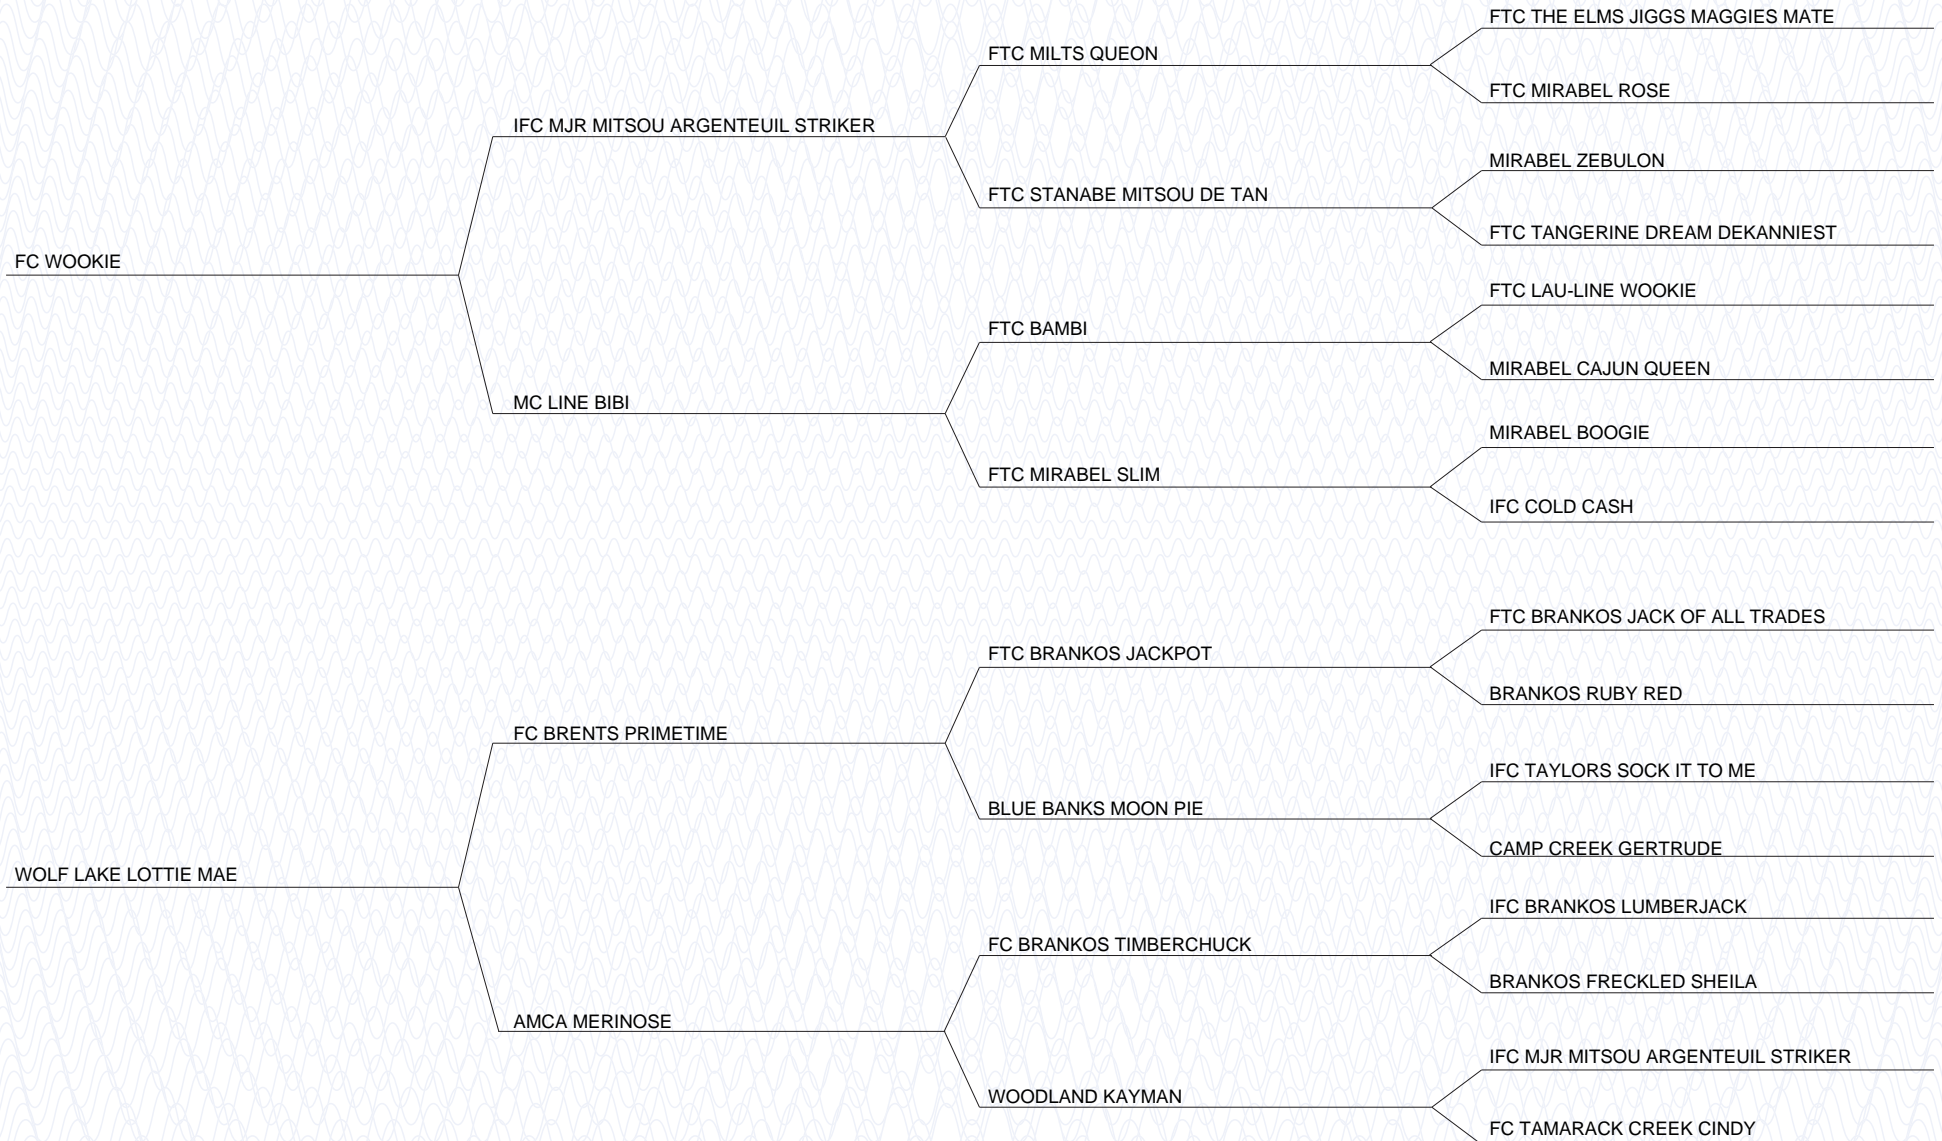 FTC THE ELMS JIGGS MAGGIES MATE
FTC MILTS QUEON
FTC MIRABEL ROSE
IFC MJR MITSOU ARGENTEUIL STRIKER
MIRABEL ZEBULON
FTC STANABE MITSOU DE TAN
FTC TANGERINE DREAM DEKANNIEST
FC WOOKIE
FTC LAU-LINE WOOKIE
FTC BAMBI
MIRABEL CAJUN QUEEN
MC LINE BIBI
MIRABEL BOOGIE
FTC MIRABEL SLIM
IFC COLD CASH
FTC BRANKOS JACK OF ALL TRADES
FTC BRANKOS JACKPOT
BRANKOS RUBY RED
FC BRENTS PRIMETIME
IFC TAYLORS SOCK IT TO ME
BLUE BANKS MOON PIE
CAMP CREEK GERTRUDE
WOLF LAKE LOTTIE MAE
IFC BRANKOS LUMBERJACK
FC BRANKOS TIMBERCHUCK
BRANKOS FRECKLED SHEILA
AMCA MERINOSE
IFC MJR MITSOU ARGENTEUIL STRIKER
WOODLAND KAYMAN
FC TAMARACK CREEK CINDY